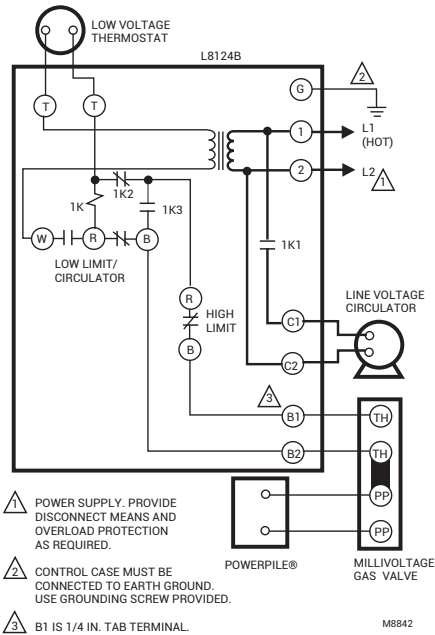 LOW VOLTAGE
THERMOSTAT
L8124B
2
G
T
T
1
L1
(HOT)
2
L2
1
1K2
1K
1K3
1K1
W
R
B
LOW LIMIT/
CIRCULATOR
R
HIGH
LIMIT
B
LINE VOLTAGE
CIRCULATOR
C1
C2
3
B1
TH
B2
TH
PP
PP
POWERPILE®
MILLIVOLTAGE
GAS VALVE
1 POWER SUPPLY. PROVIDE
DISCONNECT MEANS AND
OVERLOAD PROTECTION
AS REQUIRED.
2 CONTROL CASE MUST BE
CONNECTED TO EARTH GROUND.
USE GROUNDING SCREW PROVIDED.
3 B1 IS 1/4 IN. TAB TERMINAL.
M8842